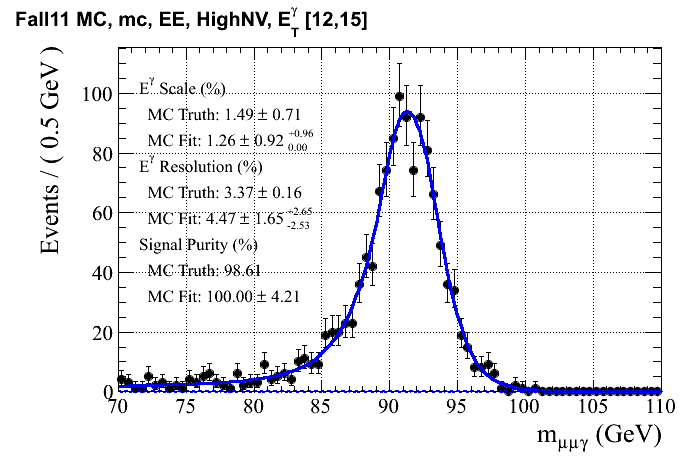 Fall11 MC, mc, EE, HighNV, E_T^γ [12,15]
Events / ( 0.5 GeV )
E^γ Scale (%)
MC Truth: 1.49 ± 0.71
MC Fit: 1.26 ± 0.92 +0.96 0.00
E^γ Resolution (%)
MC Truth: 3.37 ± 0.16
MC Fit: 4.47 ± 1.65 +2.65 -2.53
Signal Purity (%)
MC Truth: 98.61
MC Fit: 100.00 ± 4.21
100
80
60
40
20
0
70 75 80 85 90 95 100 105 110
m_μμγ (GeV)